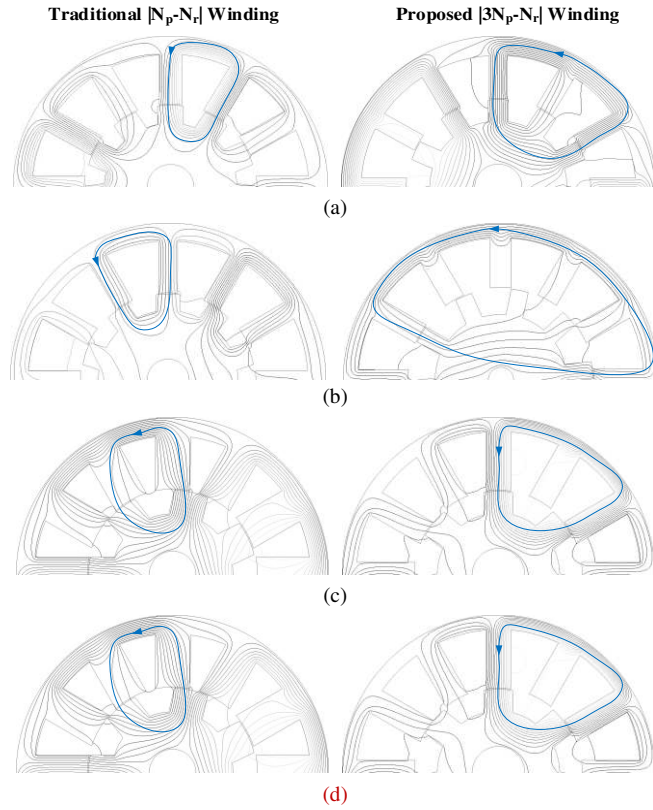 Traditional |Nₚ-Nᵣ| Winding Proposed |3Nₚ-Nᵣ| Winding
(a)
(b)
(c)
(d)